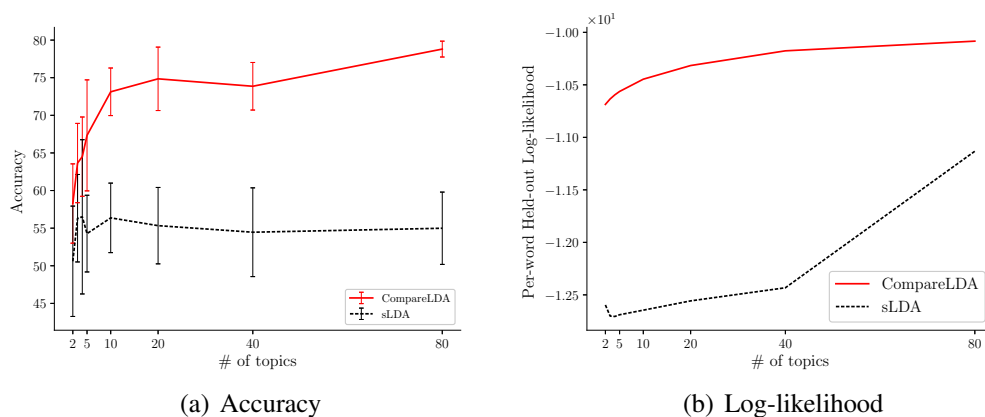 80
75
70
65
60
55
50
45
Accuracy
2 5 10 20 40 80
# of topics
CompareLDA
sLDA
(a) Accuracy
×10¹
−1.00
−1.05
−1.10
−1.15
−1.20
−1.25
Per-word Held-out Log-likelihood
2 5 10 20 40 80
# of topics
CompareLDA
sLDA
(b) Log-likelihood